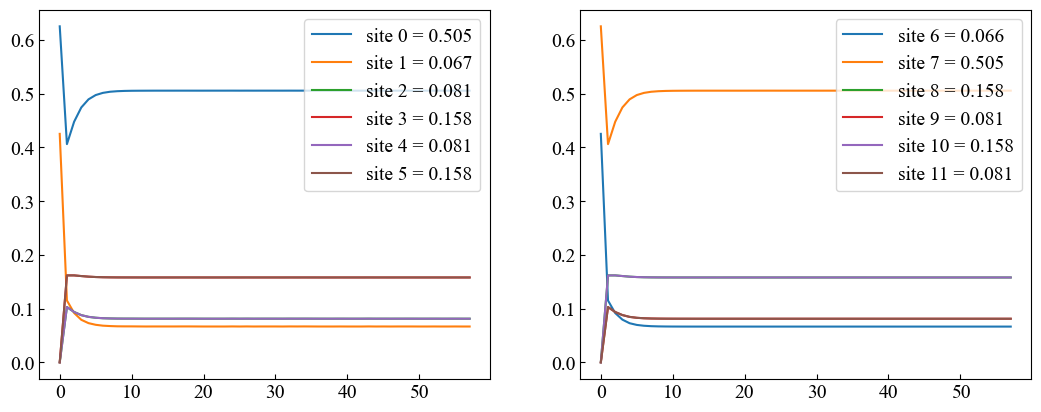 0.6
0.5
0.4
0.3
0.2
0.1
0.0
0 10 20 30 40 50
site 0 = 0.505
site 1 = 0.067
site 2 = 0.081
site 3 = 0.158
site 4 = 0.081
site 5 = 0.158
0.6
0.5
0.4
0.3
0.2
0.1
0.0
0 10 20 30 40 50
site 6 = 0.066
site 7 = 0.505
site 8 = 0.158
site 9 = 0.081
site 10 = 0.158
site 11 = 0.081